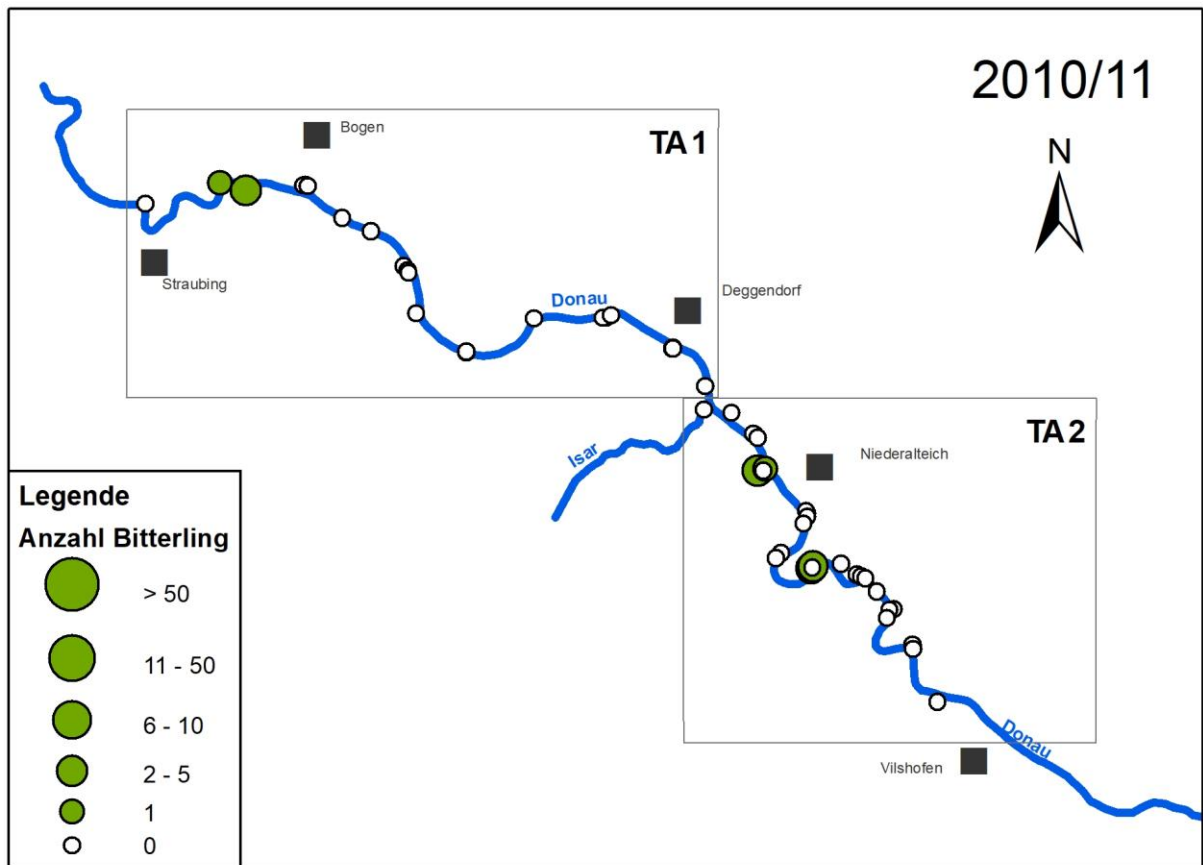 2010/11
N
Bogen
TA 1
Straubing
Donau
Deggendorf
TA 2
Isar
Niederalteich
Donau
Vilshofen
Legende
Anzahl Bitterling
> 50
11 - 50
6 - 10
2 - 5
1
0